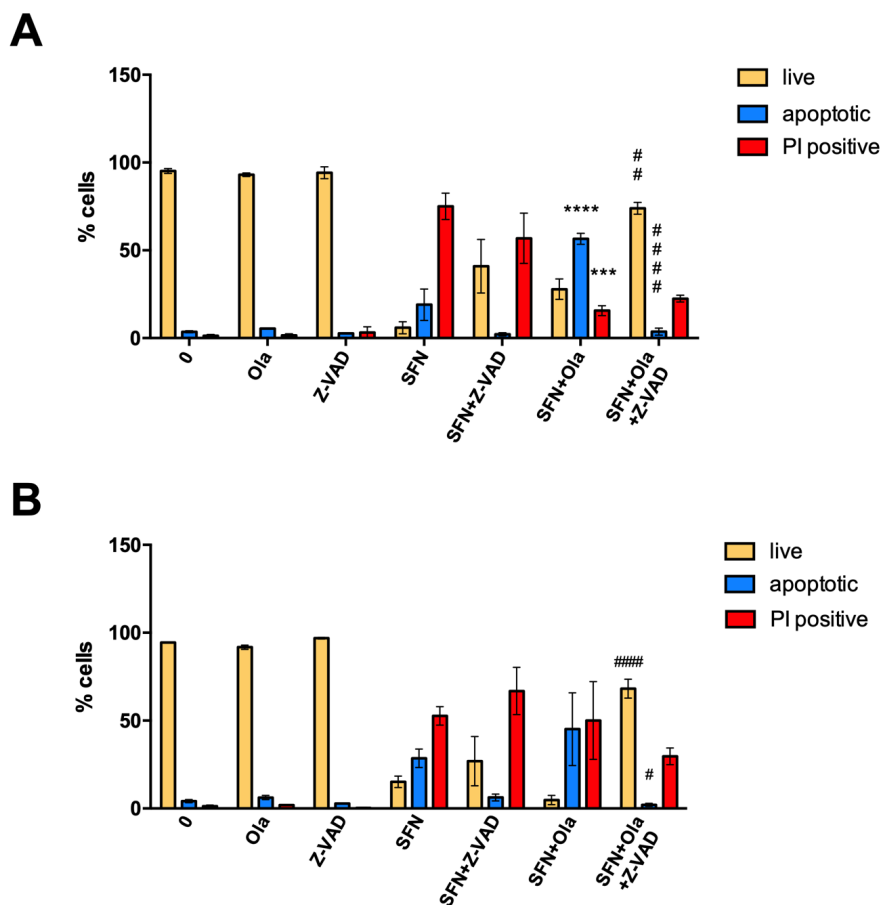 A
150
100
50
0
% cells
live
apoptotic
PI positive
****
***
#
#
#
#
#
#
0
Ola
Z-VAD
SFN
SFN+Z-VAD
SFN+Ola
SFN+Ola
+Z-VAD
B
150
100
50
0
% cells
live
apoptotic
PI positive
####
#
0
Ola
Z-VAD
SFN
SFN+Z-VAD
SFN+Ola
SFN+Ola
+Z-VAD